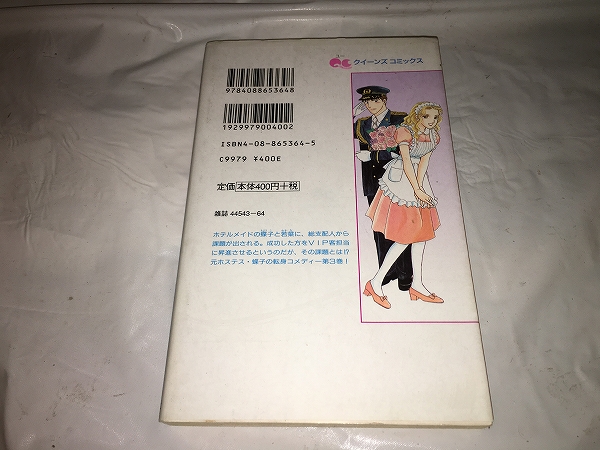 クイーンズ コミックス
9784088653648
1929979004002
ISBN4-08-865364-5
C9979 ¥400E
定価 本体400円+税
雑誌 44543-64
ホテルメイドの蝶子と若葉に、総支配人から
課題が出される。成功した方をVIP客担当
に昇進させるというのだが、その課題とは!?
元ホステス・蝶子の転身コメディー第3巻!